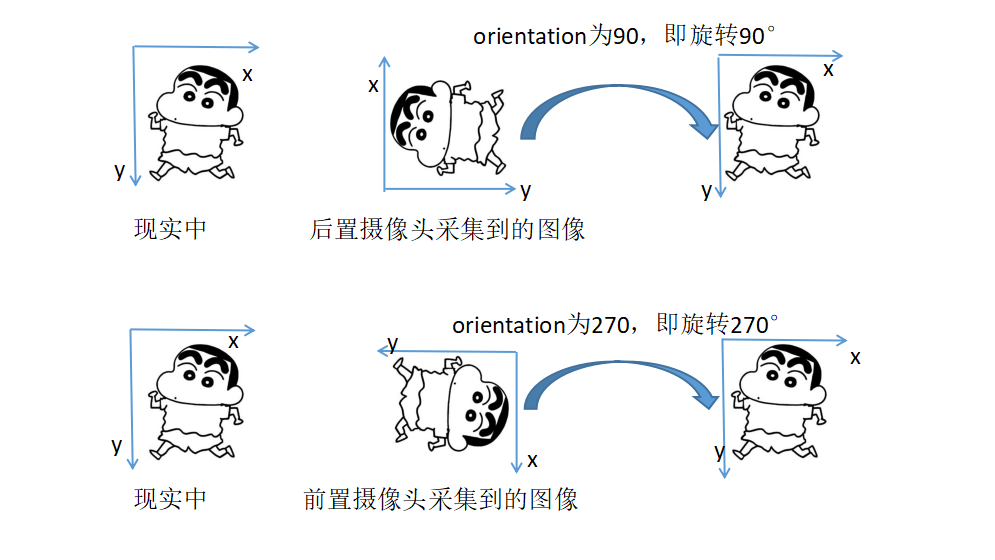 orientation为90，即旋转90°
x
y
x
y
x
y
现实中
后置摄像头采集到的图像
orientation为270，即旋转270°
x
y
y
x
x
y
现实中
前置摄像头采集到的图像